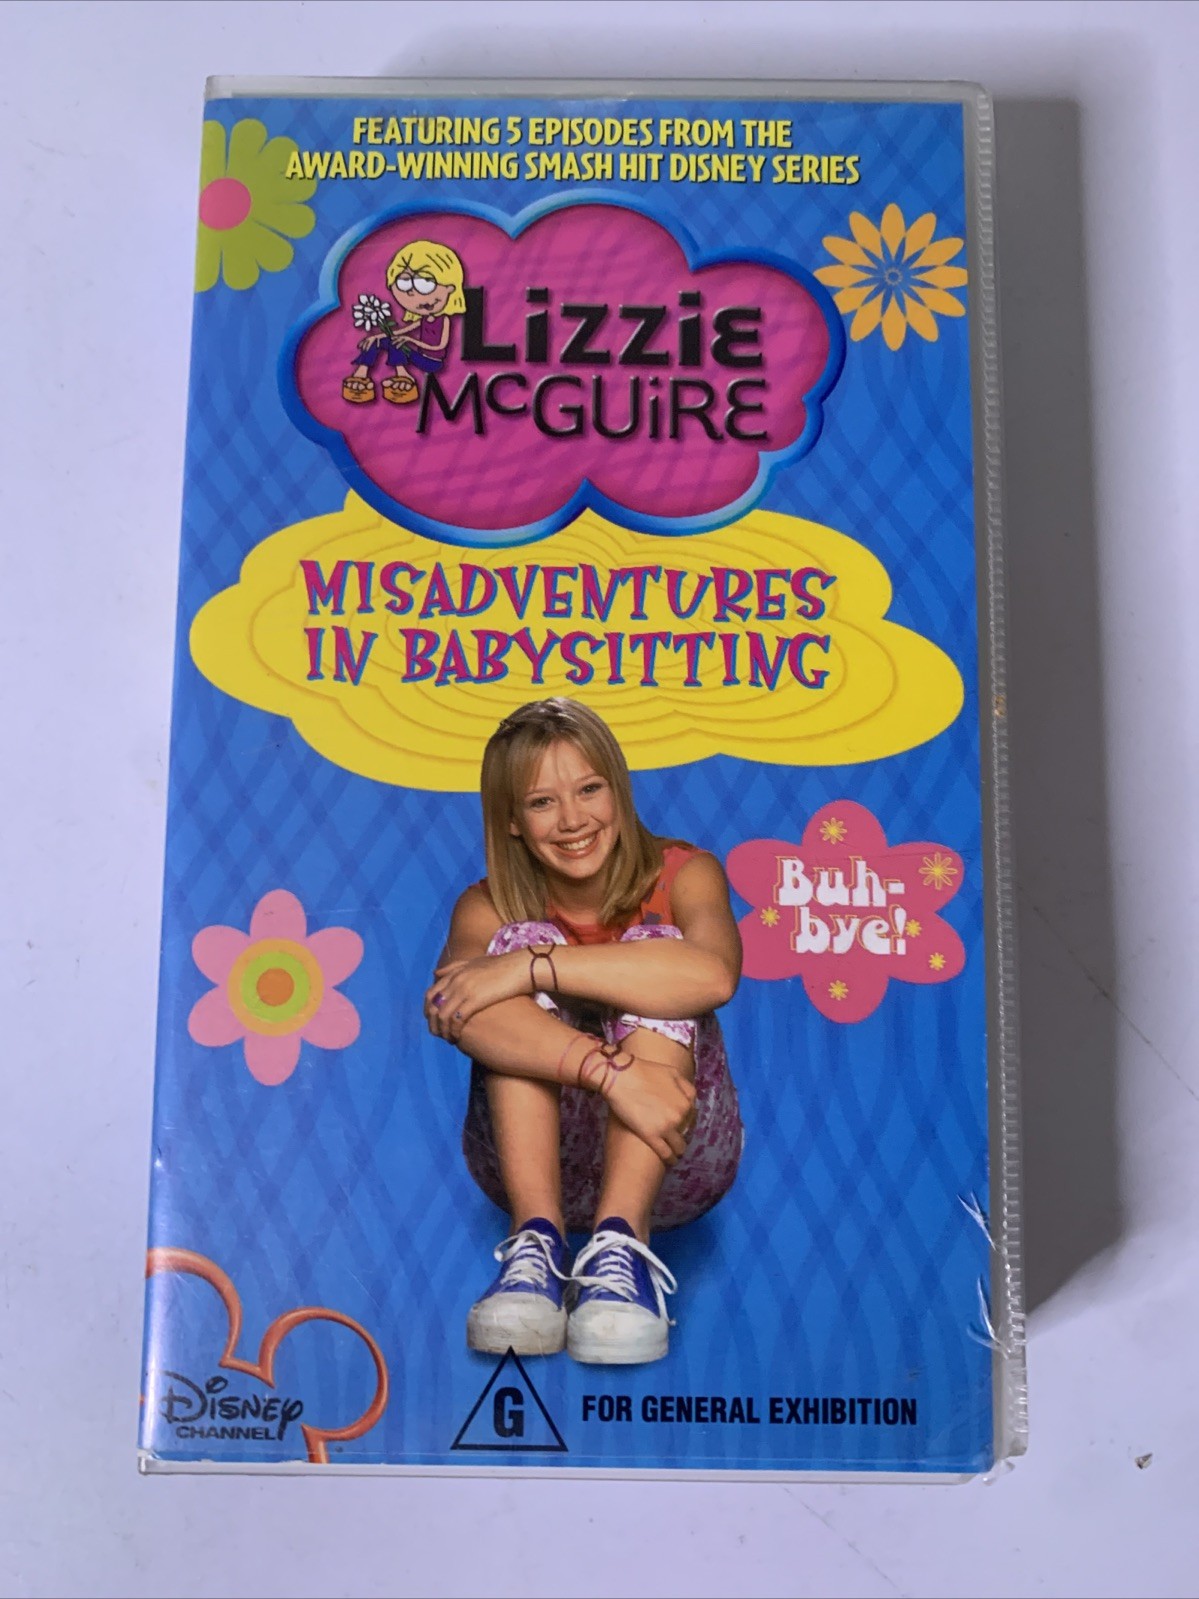 FEATURING 5 EPISODES FROM THE
AWARD-WINNING SMASH HIT DISNEY SERIES
Lizzie
McGUiRE
MISADVENTURES
IN BABYSITTING
Buh-
bye!
DISNEY
CHANNEL
G
FOR GENERAL EXHIBITION